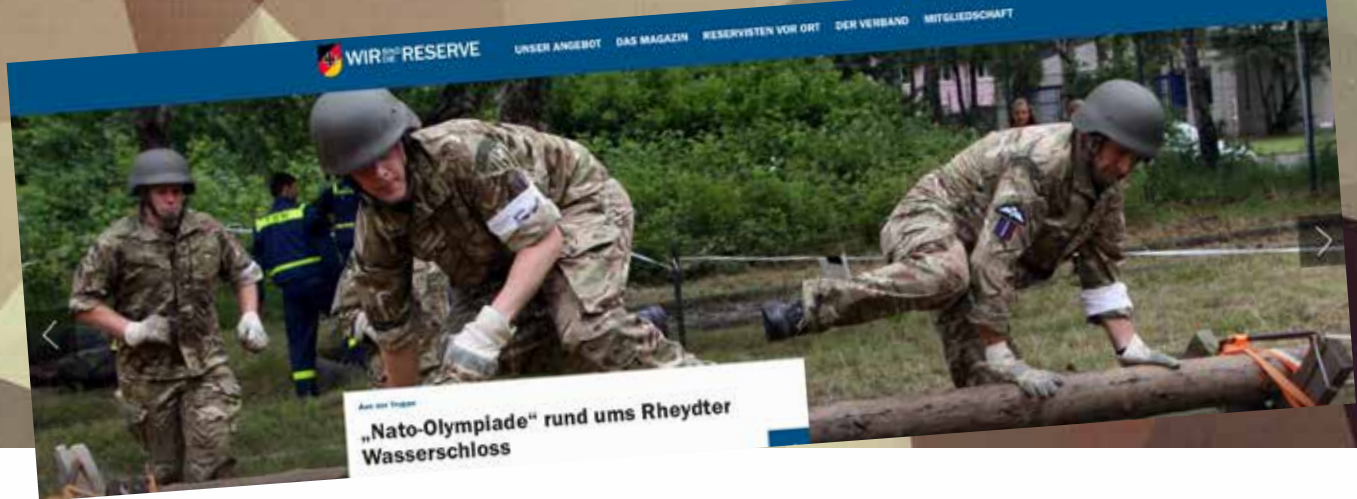 WIR SIND DIE RESERVE
UNSER ANGEBOT DAS MAGAZIN RESERVISTEN VOR ORT DER VERBAND MITGLIEDSCHAFT
Aus der Truppe
„Nato-Olympiade“ rund ums Rheydter
Wasserschloss